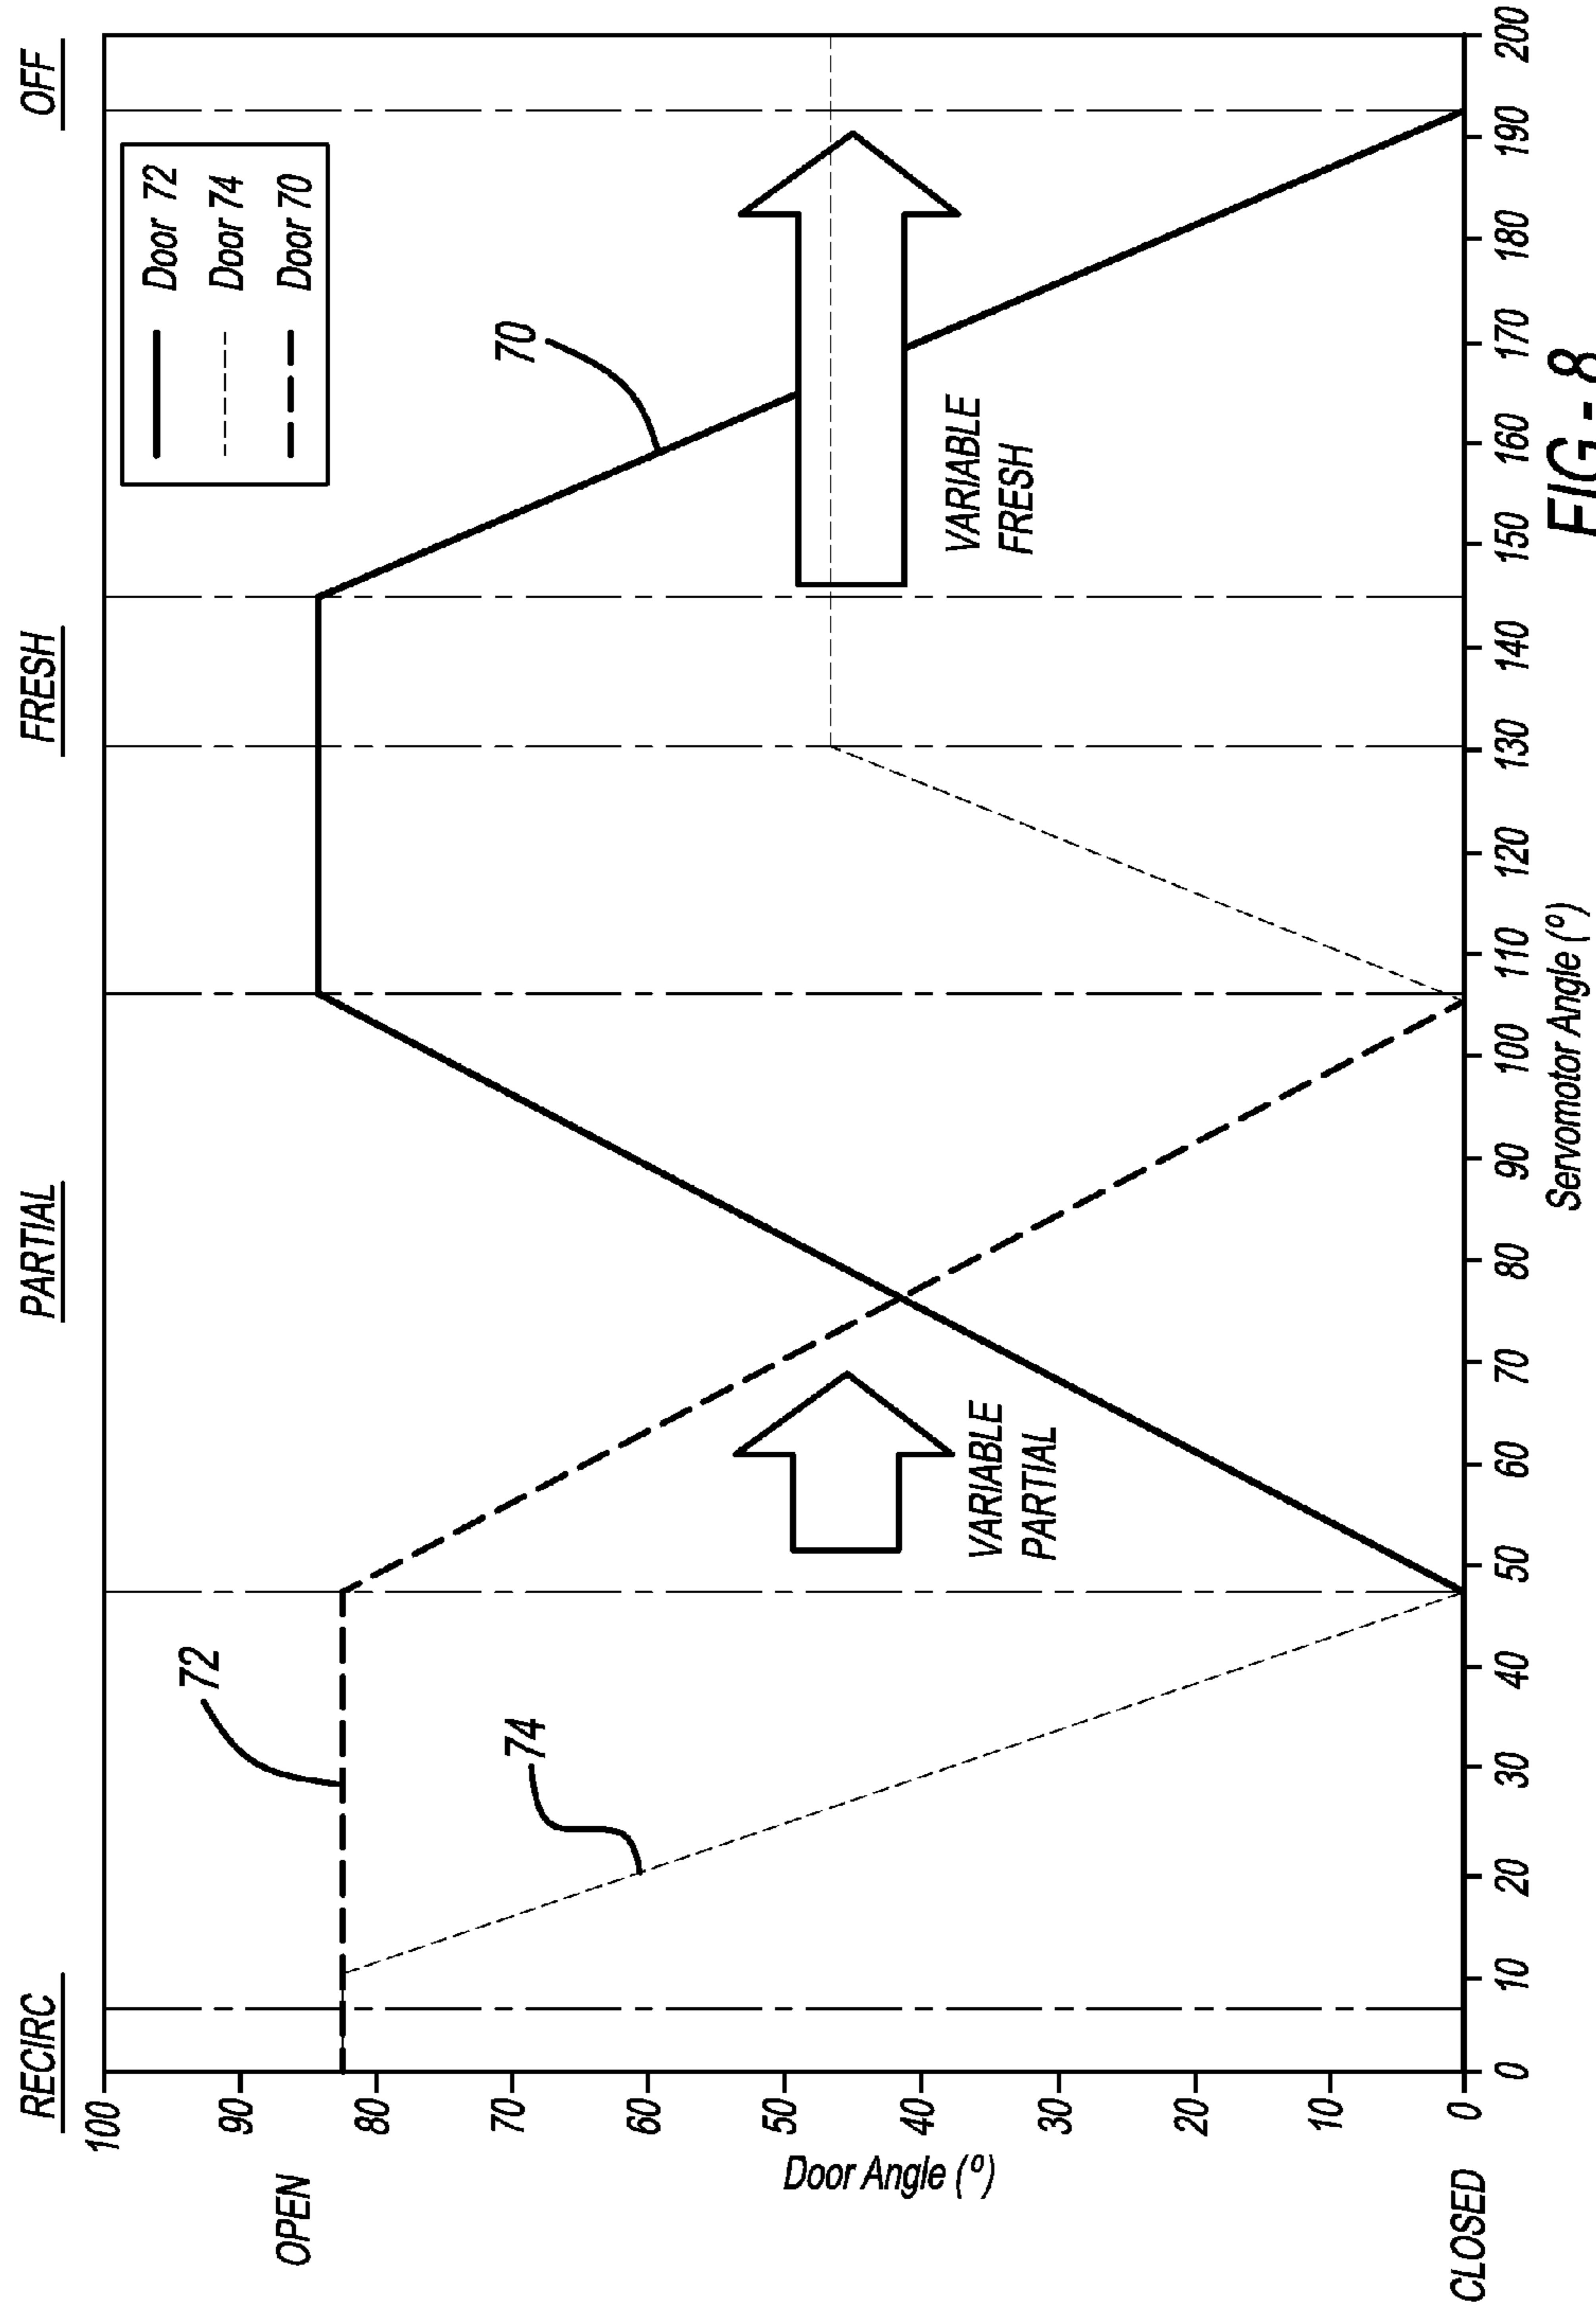 RECIRC
PARTIAL
FRESH
OFF
OPEN
CLOSED
Door Angle (º)
100
90
80
70
60
50
40
30
20
10
0
72
74
70
Door 72
Door 74
Door 70
VARIABLE
PARTIAL
VARIABLE
FRESH
0
10
20
30
40
50
60
70
80
90
100
110
120
130
140
150
160
170
180
190
200
Servomotor Angle (º)
FIG - 8